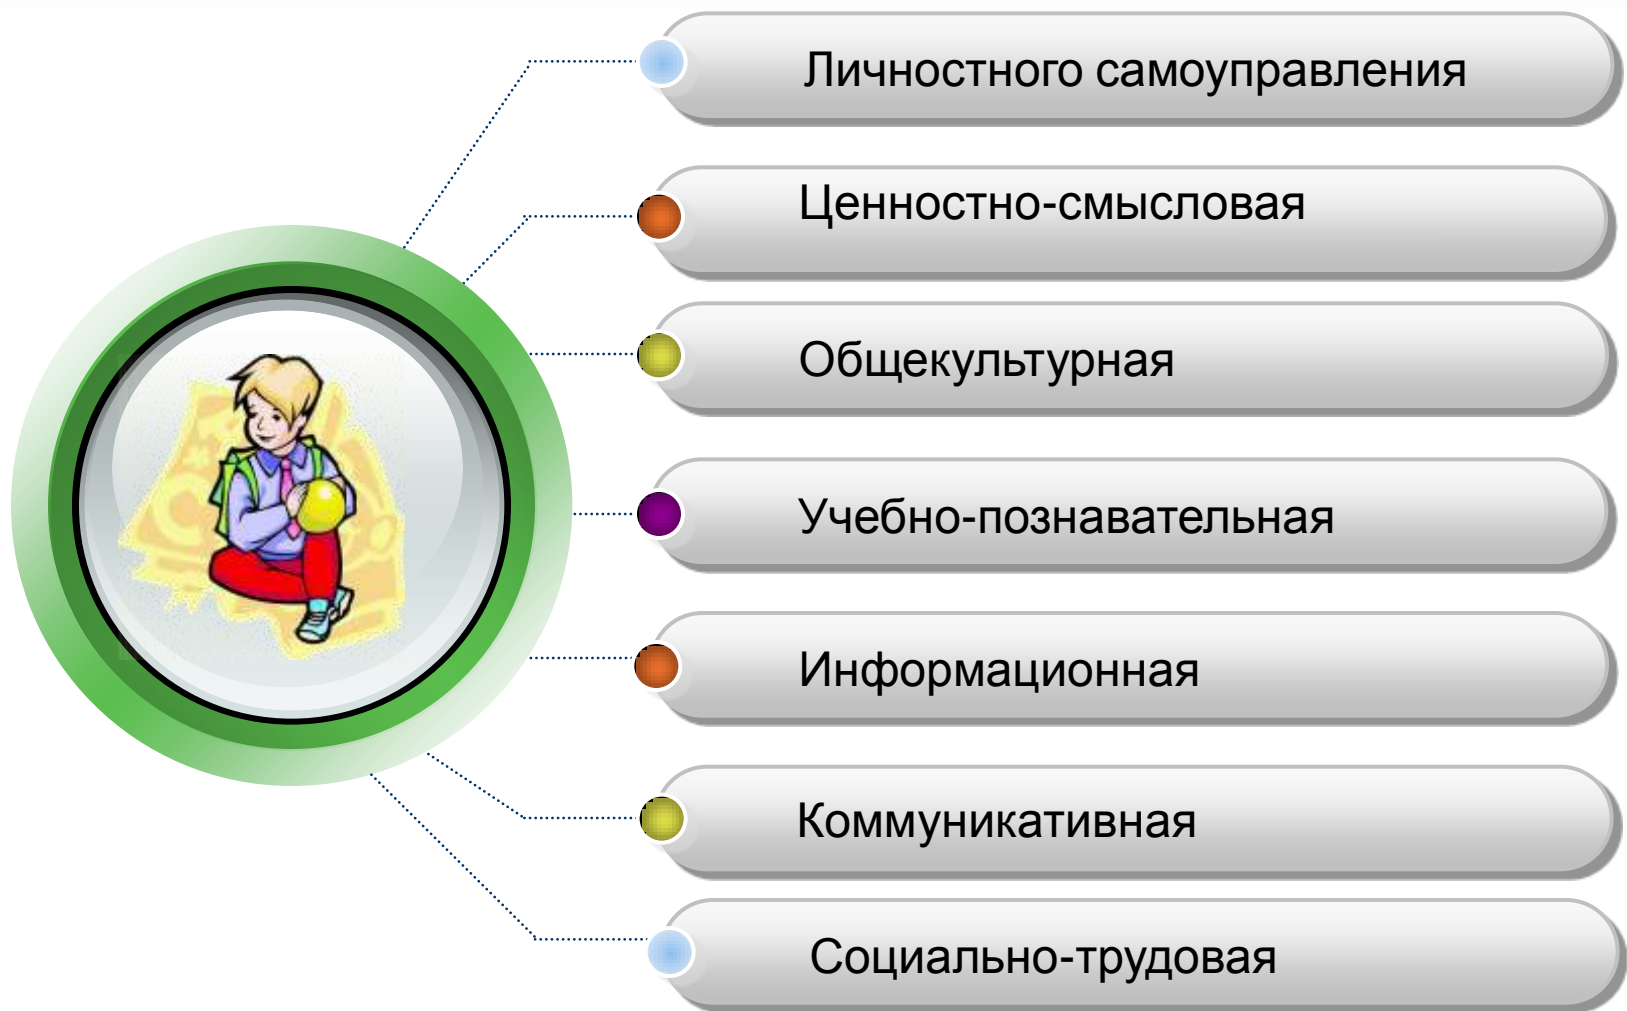 Личностного самоуправления
Ценностно-смысловая
Общекультурная
Учебно-познавательная
Информационная
Коммуникативная
Социально-трудовая